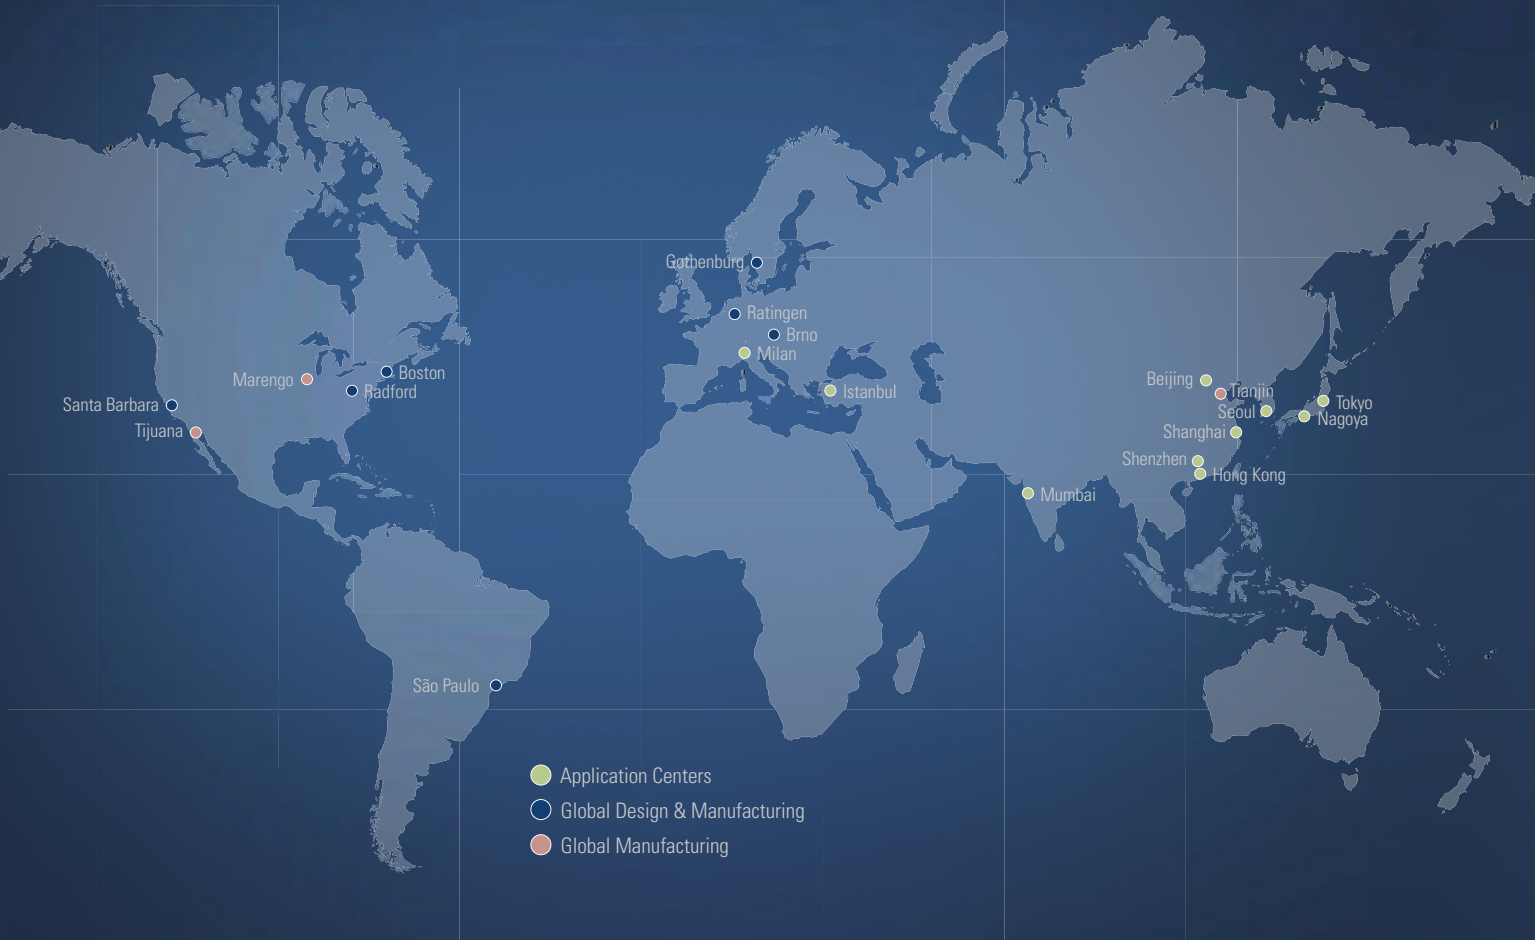 Gothenburg
Ratingen
Brno
Milan
Istanbul
Marengo
Boston
Radford
Santa Barbara
Tijuana
Beijing
Tianjin
Seoul
Tokyo
Nagoya
Shanghai
Shenzhen
Hong Kong
Mumbai
São Paulo
Application Centers
Global Design & Manufacturing
Global Manufacturing